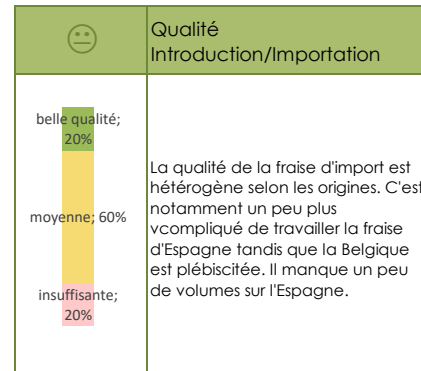 Qualité
Introduction/Importation
belle qualité;
20%
moyenne; 60%
insuffisante;
20%
La qualité de la fraise d'import est
hétérogène selon les origines. C'est
notamment un peu plus
vcompliqué de travailler la fraise
d'Espagne tandis que la Belgique
est plébiscitée. Il manque un peu
de volumes sur l'Espagne.